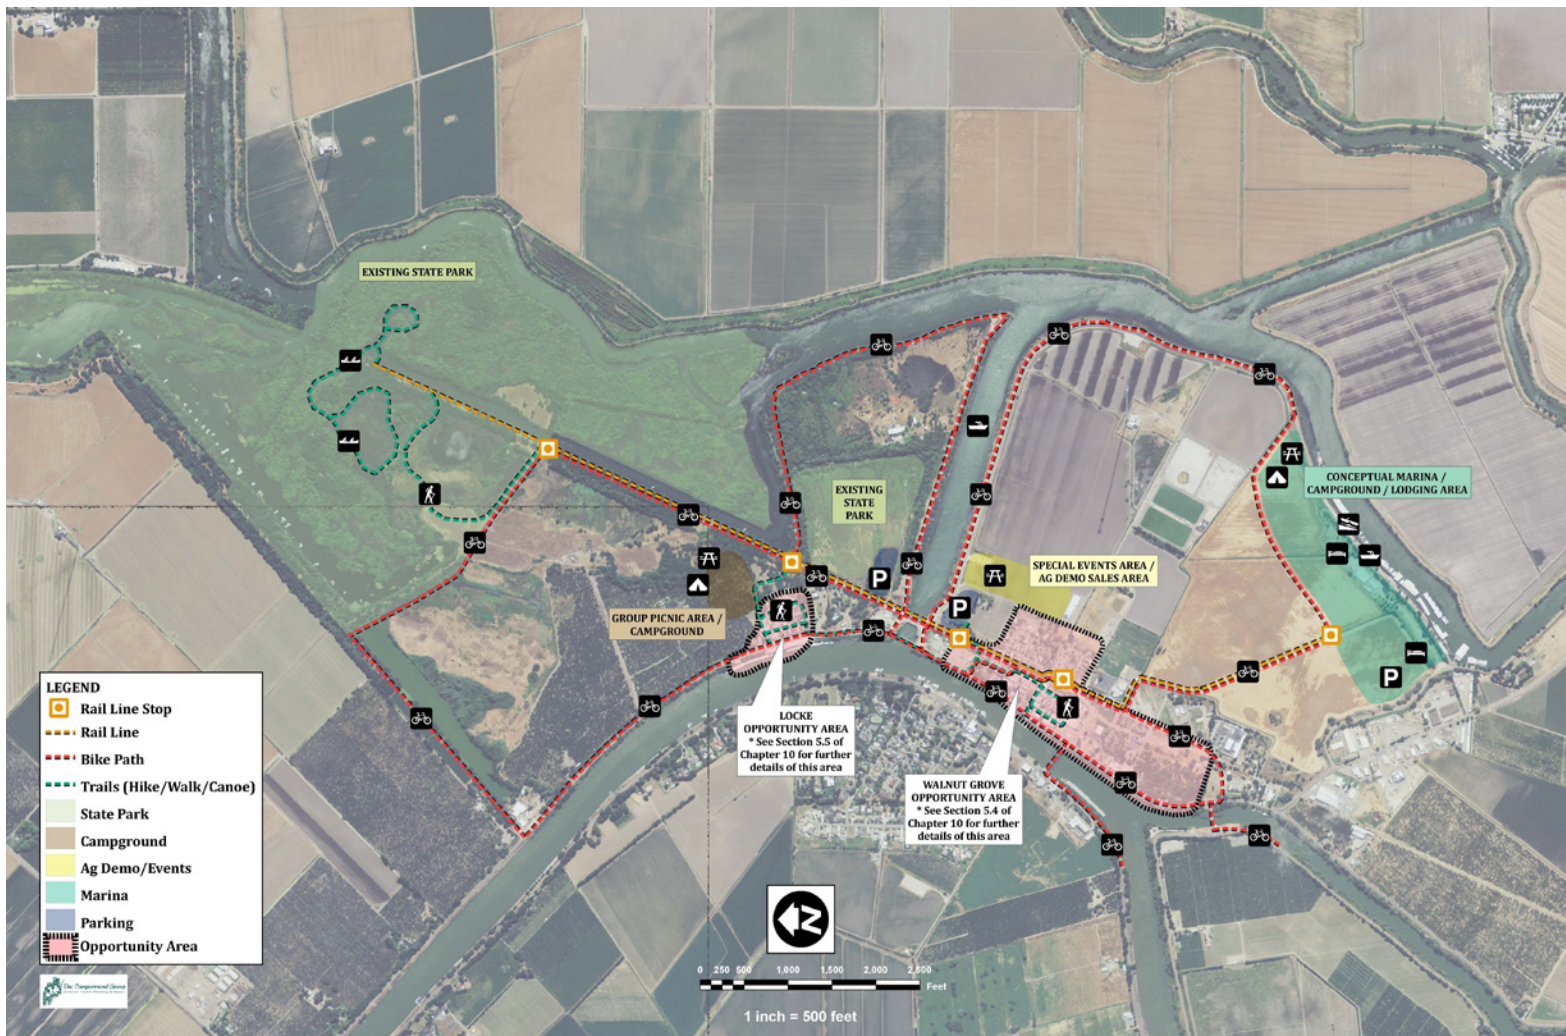 EXISTING STATE PARK
EXISTING
STATE
PARK
CONCEPTUAL MARINA /
CAMPGROUND / LODGING AREA
SPECIAL EVENTS AREA /
AG DEMO SALES AREA
GROUP PICNIC AREA /
CAMPGROUND
P
P
P
LOCKE
OPPORTUNITY AREA
* See Section 5.5 of
Chapter 10 for further
details of this area
WALNUT GROVE
OPPORTUNITY AREA
* See Section 5.4 of
Chapter 10 for further
details of this area
LEGEND
Rail Line Stop
Rail Line
Bike Path
Trails (Hike/Walk/Canoe)
State Park
Campground
Ag Demo/Events
Marina
Parking
Opportunity Area
The Dangermond Group
N
0 250 500 1,000 1,500 2,000 2,500
Feet
1 inch = 500 feet